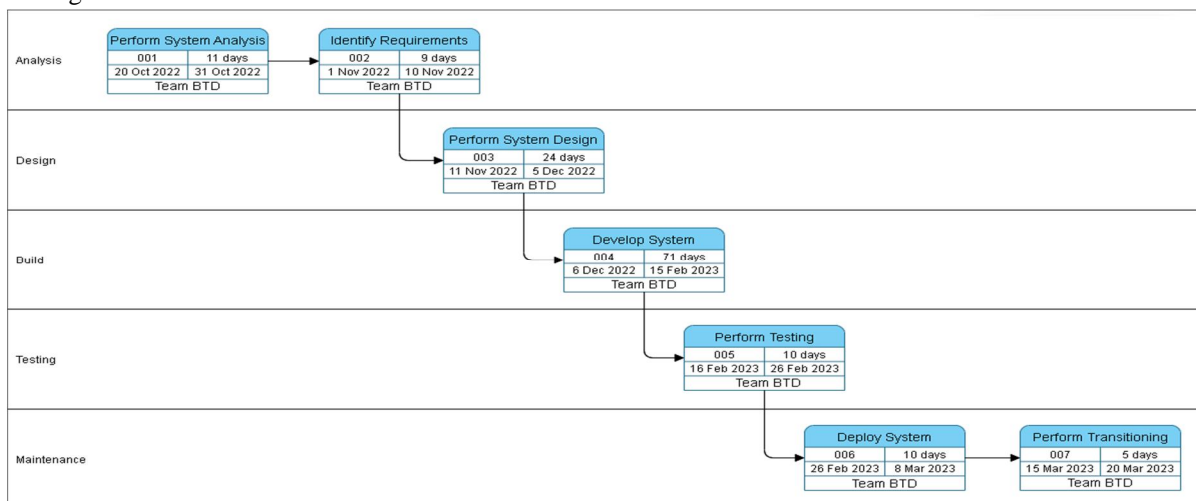 Analysis
Perform System Analysis
001 11 days
20 Oct 2022 31 Oct 2022
Team BTD
Identify Requirements
002 9 days
1 Nov 2022 10 Nov 2022
Team BTD
Design
Perform System Design
003 24 days
11 Nov 2022 5 Dec 2022
Team BTD
Build
Develop System
004 71 days
6 Dec 2022 15 Feb 2023
Team BTD
Testing
Perform Testing
005 10 days
16 Feb 2023 26 Feb 2023
Team BTD
Maintenance
Deploy System
006 10 days
26 Feb 2023 8 Mar 2023
Team BTD
Perform Transitioning
007 5 days
15 Mar 2023 20 Mar 2023
Team BTD